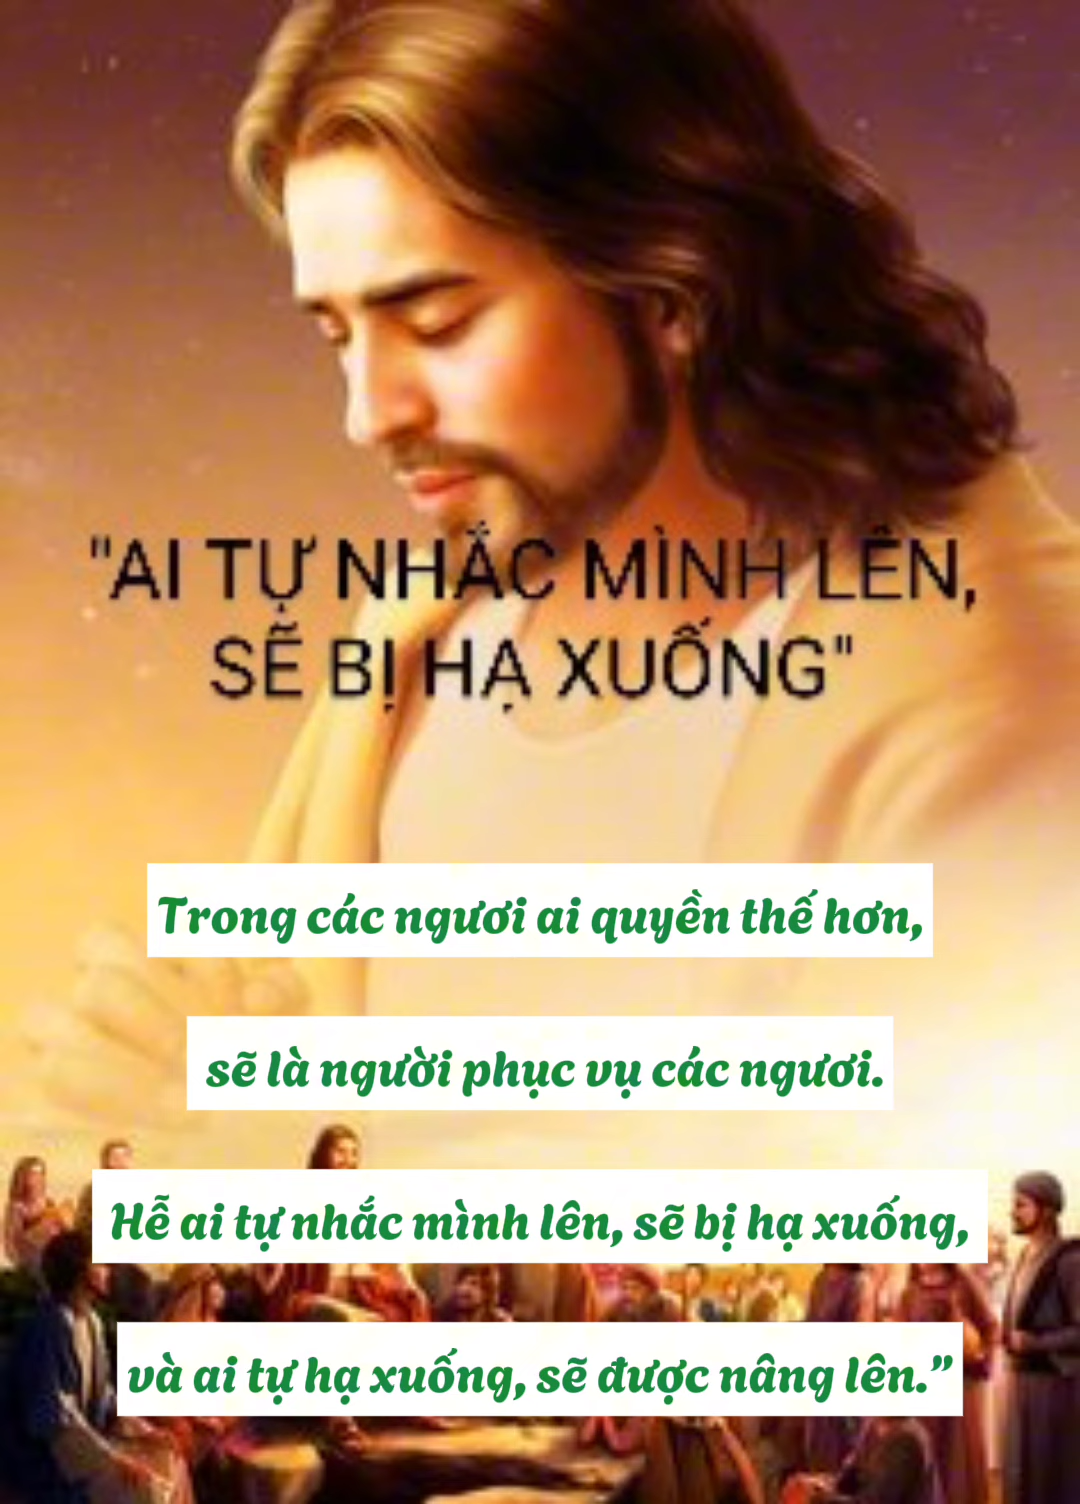 "AI TỰ NHẮC MÌNH LÊN,
SẼ BỊ HẠ XUỐNG"
Trong các ngươi ai quyền thế hơn,
sẽ là người phục vụ các ngươi.
Hễ ai tự nhắc mình lên, sẽ bị hạ xuống,
và ai tự hạ xuống, sẽ được nâng lên.”